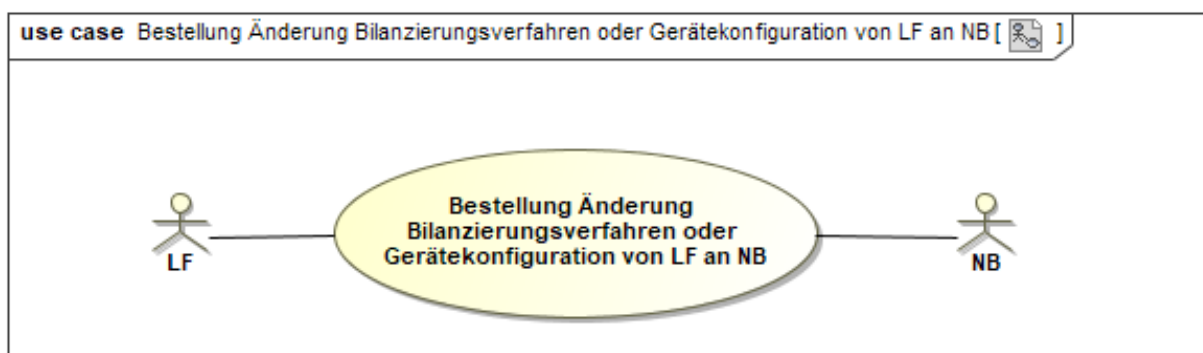 use case Bestellung Änderung Bilanzierungsverfahren oder Gerätekonfiguration von LF an NB [ ]
Bestellung Änderung
Bilanzierungsverfahren oder
Gerätekonfiguration von LF an NB
LF
NB